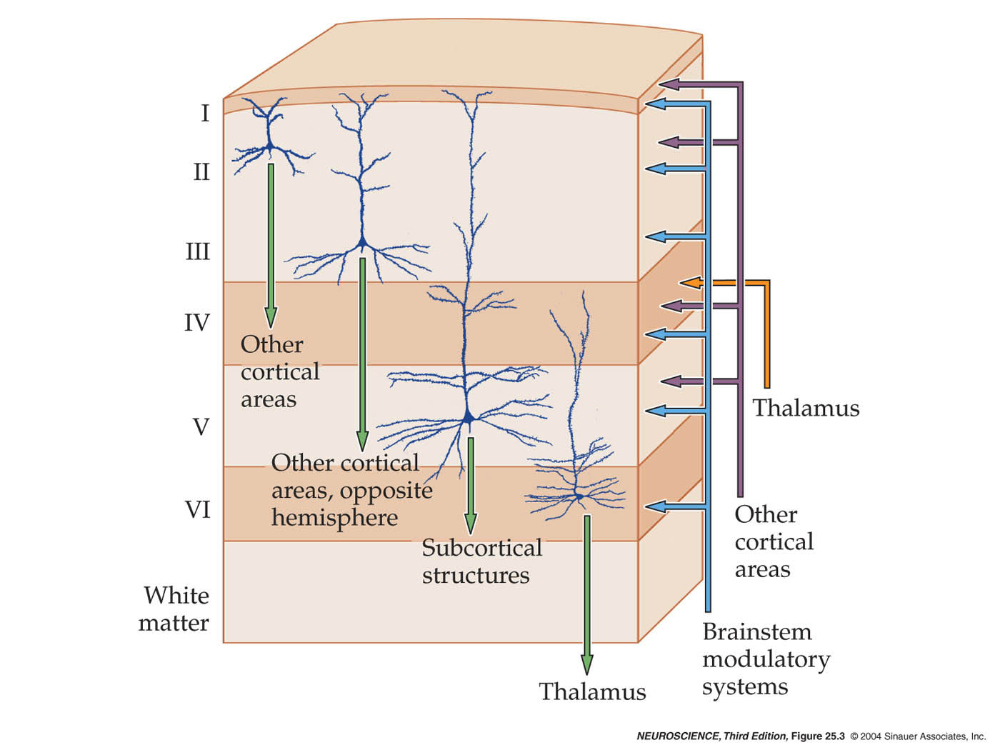 I
II
III
IV
V
VI
White
matter
Other
cortical
areas
Other cortical
areas, opposite
hemisphere
Subcortical
structures
Thalamus
Thalamus
Other
cortical
areas
Brainstem
modulatory
systems
NEUROSCIENCE, Third Edition, Figure 25.3 © 2004 Sinauer Associates, Inc.